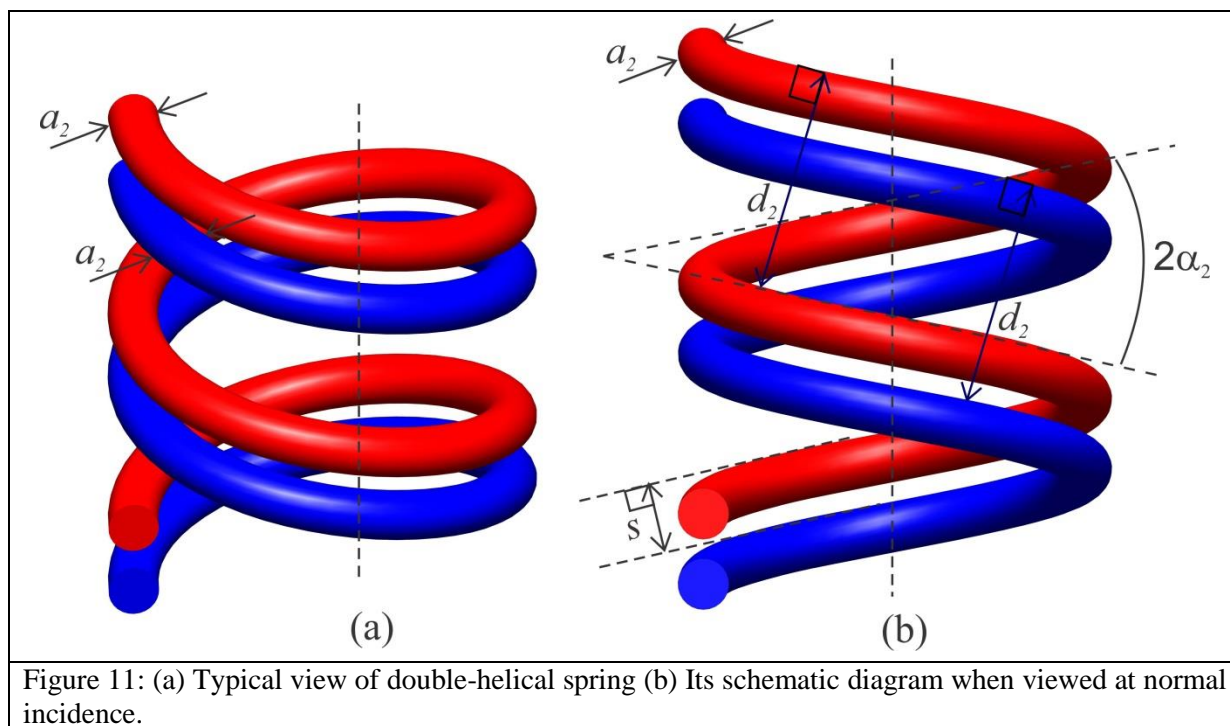 a₂
a₂
(a)
a₂
d₂
d₂
2α₂
s
(b)
Figure 11: (a) Typical view of double-helical spring (b) Its schematic diagram when viewed at normal
incidence.